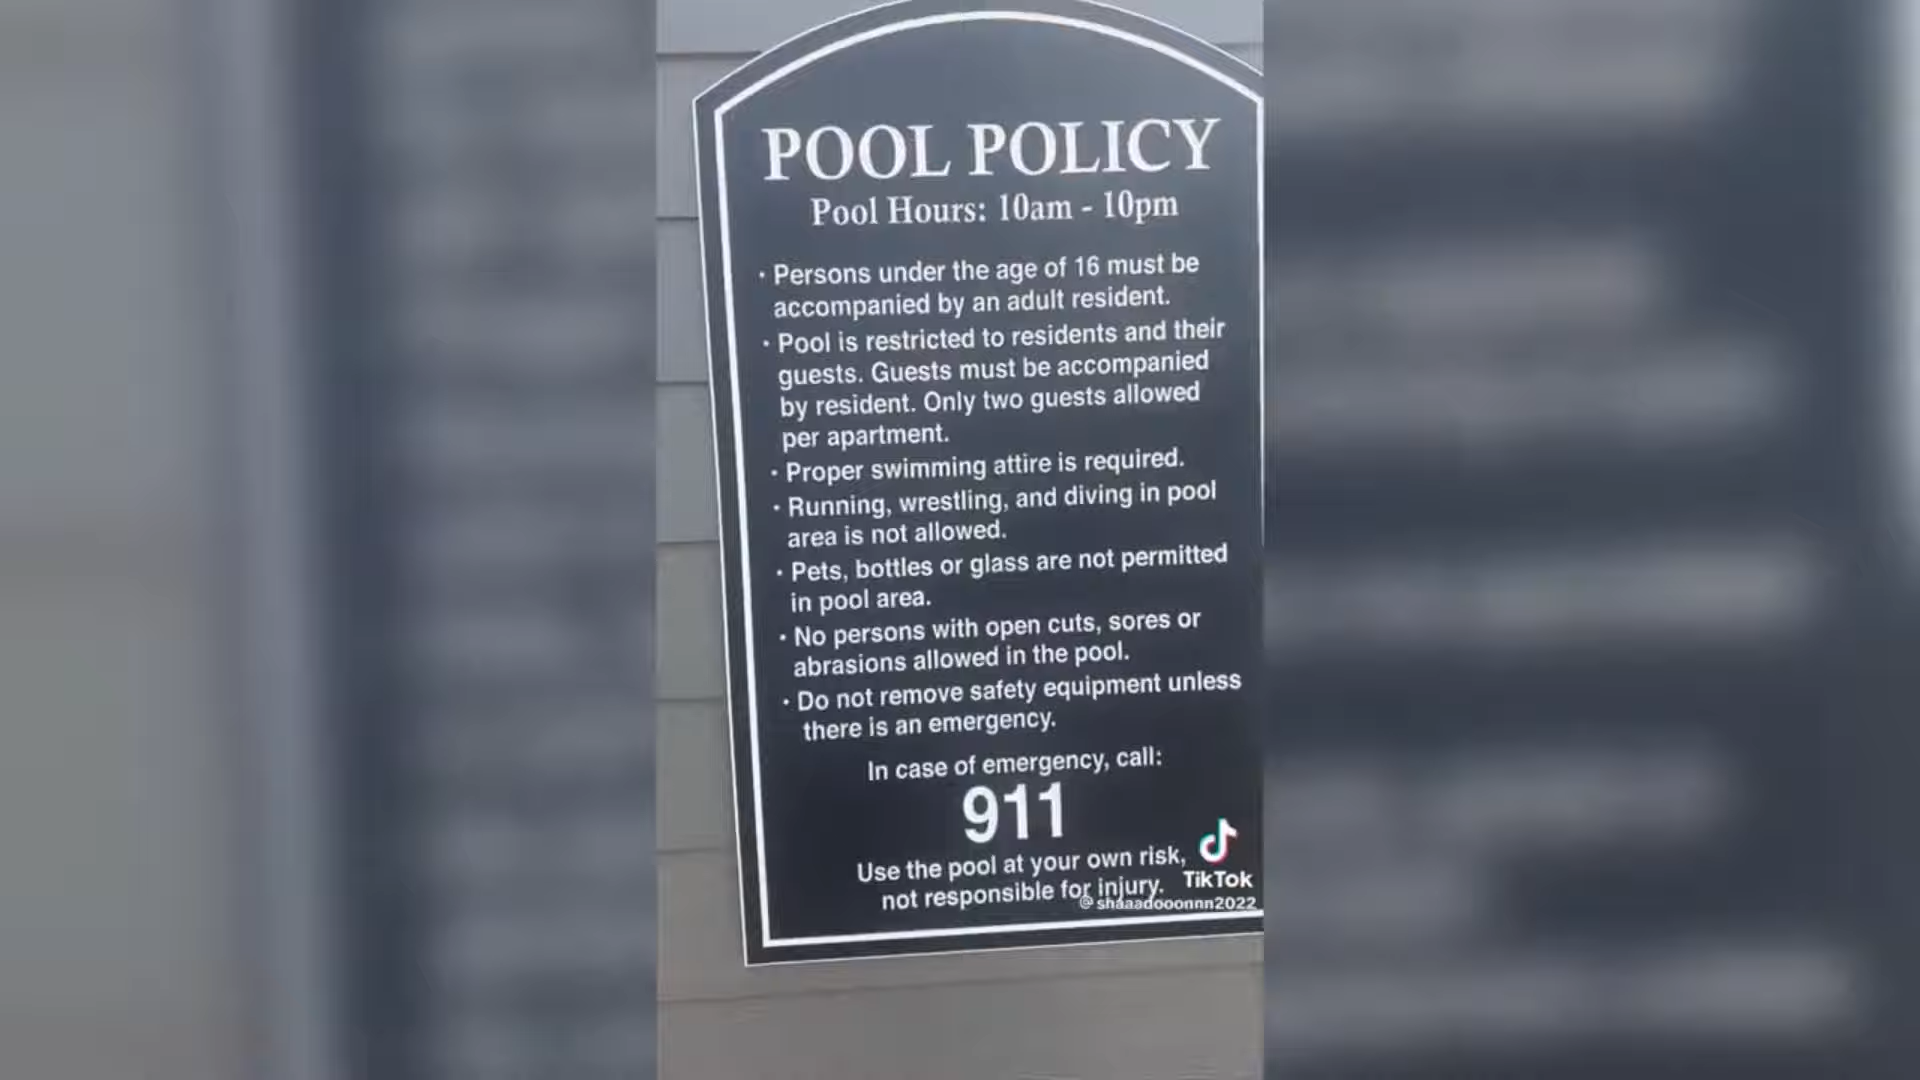 POOL POLICY
Pool Hours: 10am - 10pm
· Persons under the age of 16 must be
accompanied by an adult resident.
· Pool is restricted to residents and their
guests. Guests must be accompanied
by resident. Only two guests allowed
per apartment.
· Proper swimming attire is required.
· Running, wrestling, and diving in pool
area is not allowed.
· Pets, bottles or glass are not permitted
in pool area.
· No persons with open cuts, sores or
abrasions allowed in the pool.
· Do not remove safety equipment unless
there is an emergency.
In case of emergency, call:
911
Use the pool at your own risk,
not responsible for injury.
TikTok
@shaaadooonnn2022